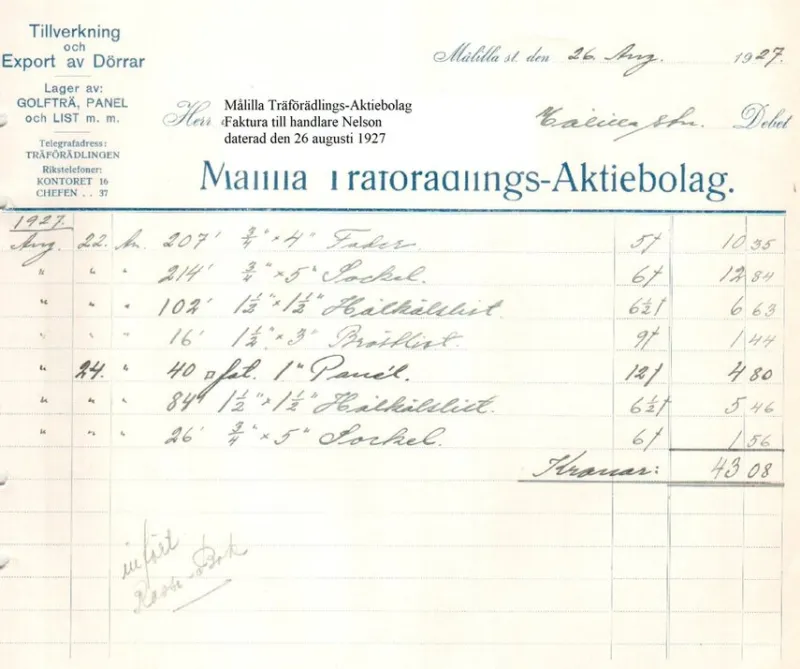 Tillverkning
och
Export av Dörrar
Lager av:
GOLFTRÄ, PANEL
och LIST m. m.
Telegrafadress:
TRÄFÖRÄDLINGEN
Rikstelefoner:
KONTORET 16
CHEFEN . . 37
Målilla st. den 26 Aug. 1927.
Herr
Målilla Träförädlings-Aktiebolag
Faktura till handlare Nelson
daterad den 26 augusti 1927
Målilla stn. Debet
Målilla Träförädlings-Aktiebolag.
1927.
Aug. 22. An. 207' 3/4" × 4" Foder. 5† 10 35
" " " 214' 3/4" × 5" Sockel. 6† 12 84
" " " 102' 1 1/2" × 1 1/2" Hålkälslist. 6 1/2† 6 63
" " " 16' 1 1/2" × 3" Bröstlist. 9† 1 44
" 24. " 40 □ fot. 1" Panel. 12† 4 80
" " " 84' 1 1/2" × 1 1/2" Hålkälslist. 6 1/2† 5 46
" " " 26' 3/4" × 5" Sockel. 6† 1 56
Kronor: 43 08
infört
Kassa-Bok